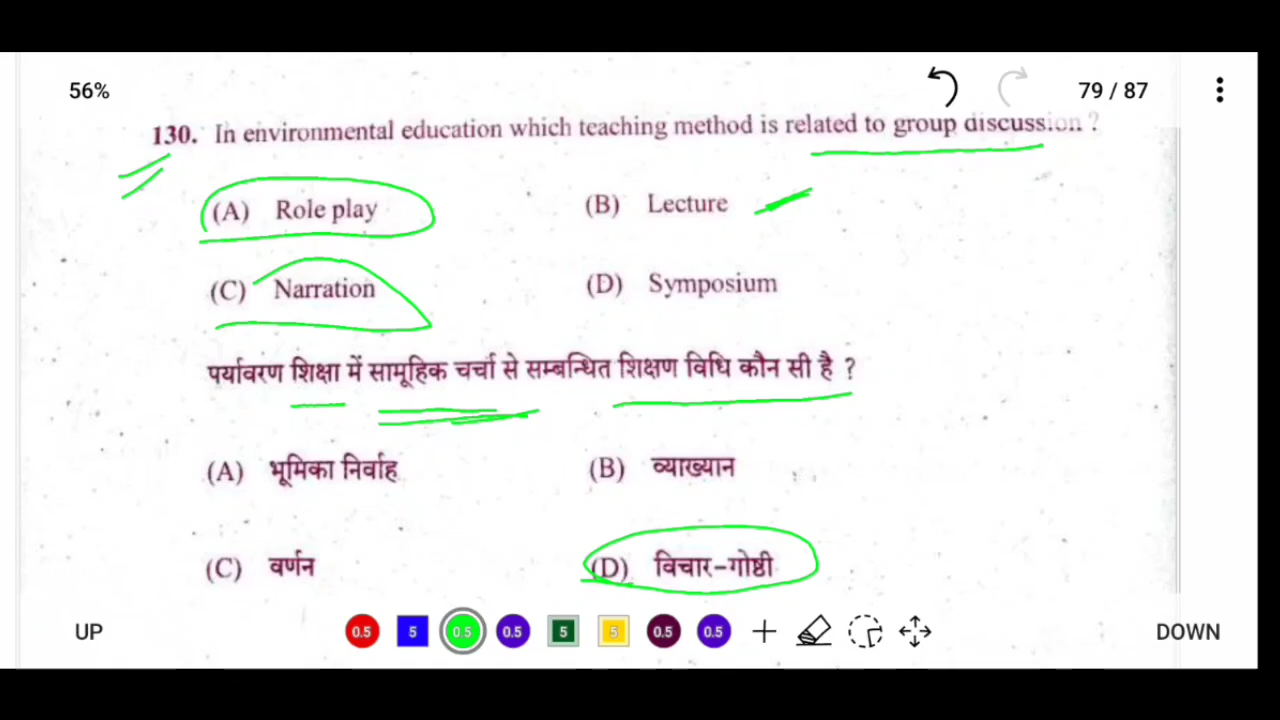 56%
79 / 87
130. In environmental education which teaching method is related to group discussion ?
(A) Role play (B) Lecture
(C) Narration (D) Symposium
पर्यावरण शिक्षा में सामूहिक चर्चा से सम्बन्धित शिक्षण विधि कौन सी है ?
(A) भूमिका निर्वाह (B) व्याख्यान
(C) वर्णन (D) विचार-गोष्ठी
UP 0.5 5 0.5 0.5 5 5 0.5 0.5 DOWN